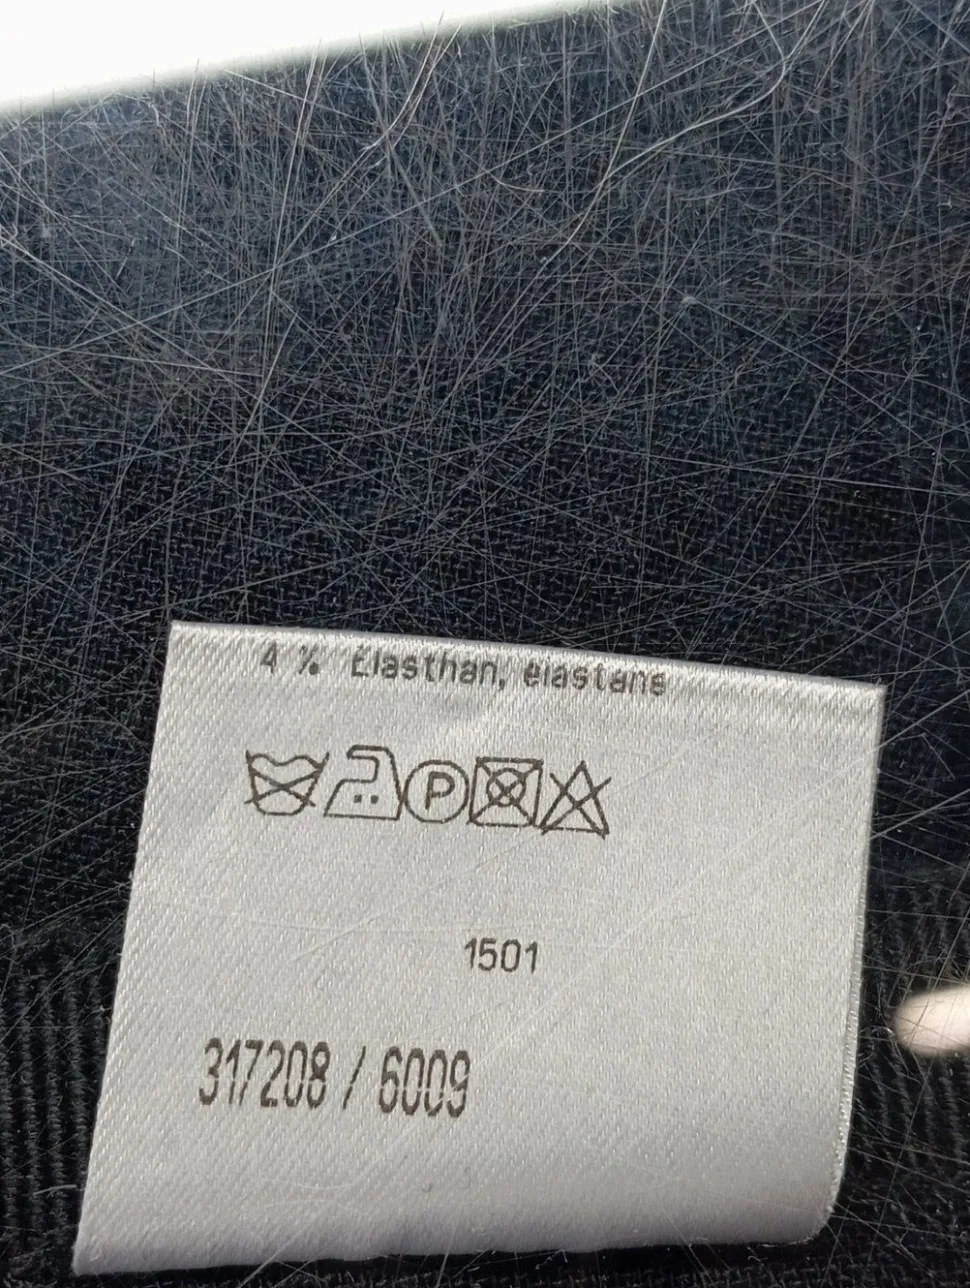 4 % Elasthan, elastane
P
1501
317208 / 6009